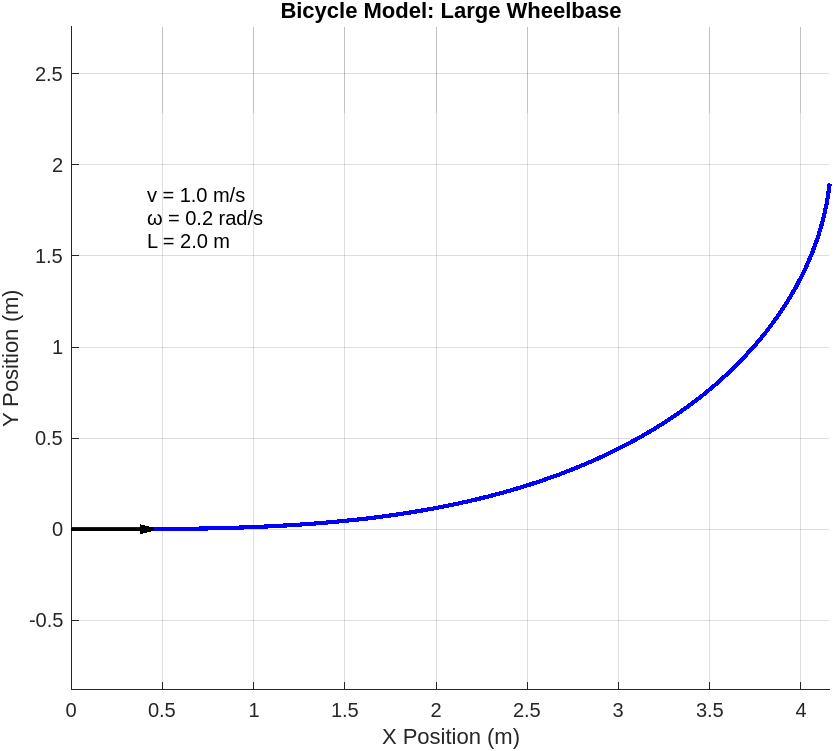 Bicycle Model: Large Wheelbase
2.5
2
1.5
1
0.5
0
-0.5
v = 1.0 m/s
ω = 0.2 rad/s
L = 2.0 m
Y Position (m)
0 0.5 1 1.5 2 2.5 3 3.5 4
X Position (m)